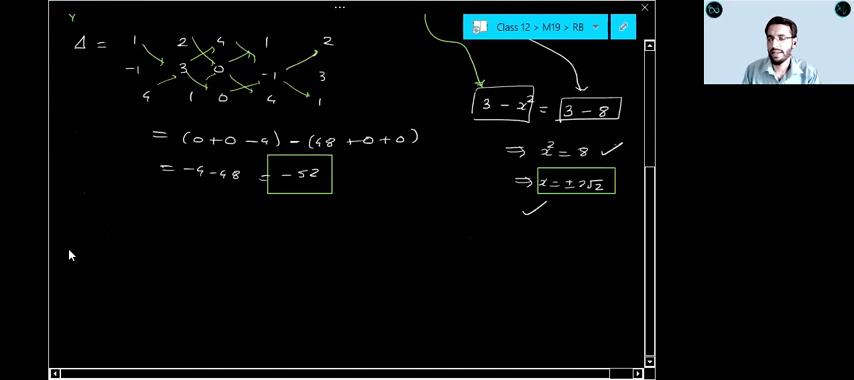 Class 12 > M19 > RB
Δ = 1 2 4 1 2
-1 3 0 -1 3
4 1 0 4 1
= (0+0-4) - (48+0+0)
= -4-48 = -52
3 - x² = 3 - 8
⇒ x² = 8
⇒ x = ±2√2